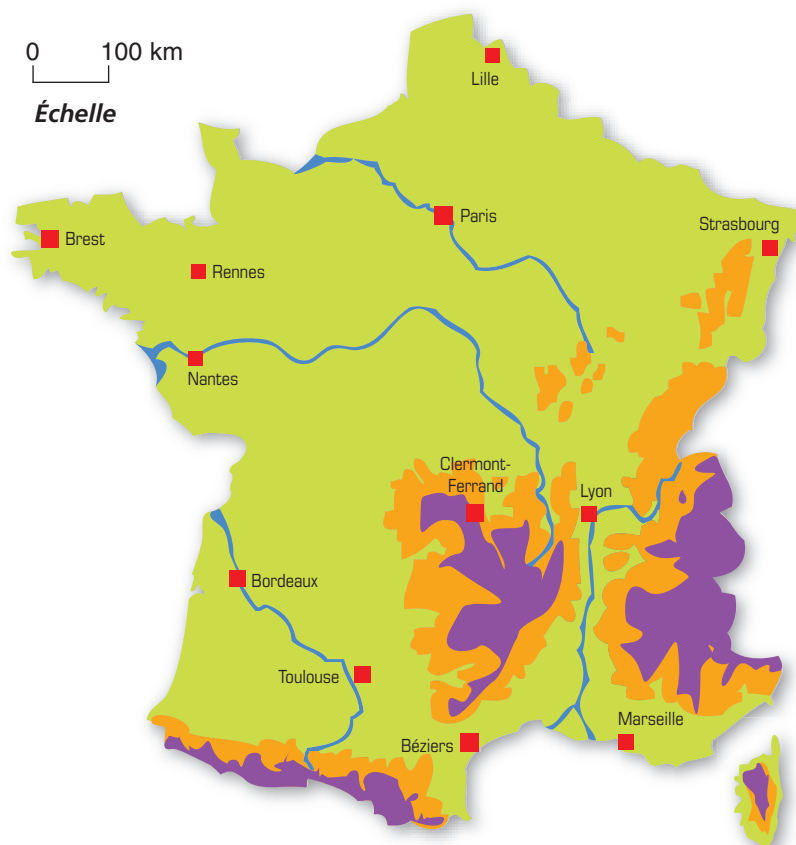 0 100 km
Échelle
Lille
Paris
Strasbourg
Brest
Rennes
Nantes
Clermont-
Ferrand
Lyon
Bordeaux
Toulouse
Marseille
Béziers